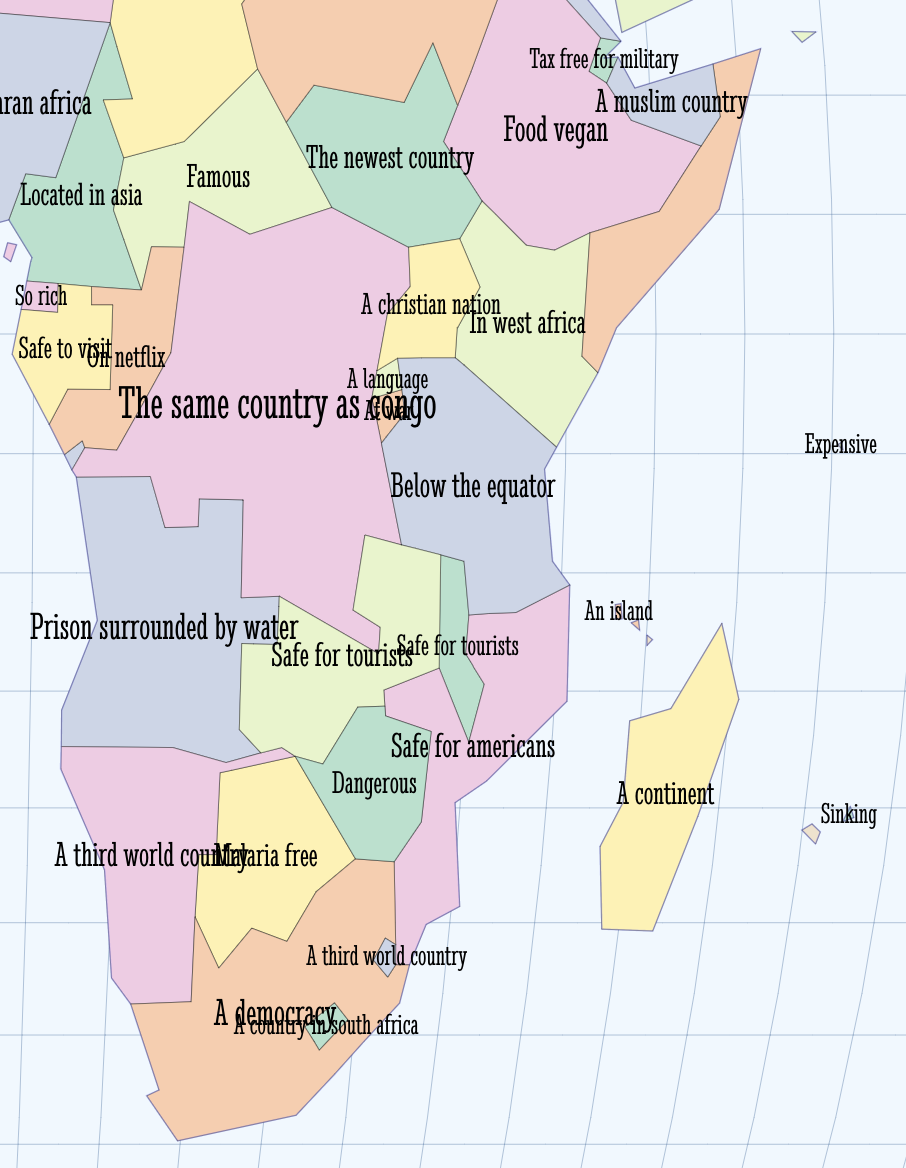 Tax free for military
ran africa
A muslim country
Food vegan
The newest country
Famous
Located in asia
So rich
A christian nation
In west africa
Safe to visit
On netflix
A language
The same country as congo
At war
Expensive
Below the equator
An island
Prison surrounded by water
Safe for tourists
Safe for tourists
Safe for americans
Dangerous
A continent
Sinking
A third world country
Malaria free
A third world country
A democracy
A country in south africa